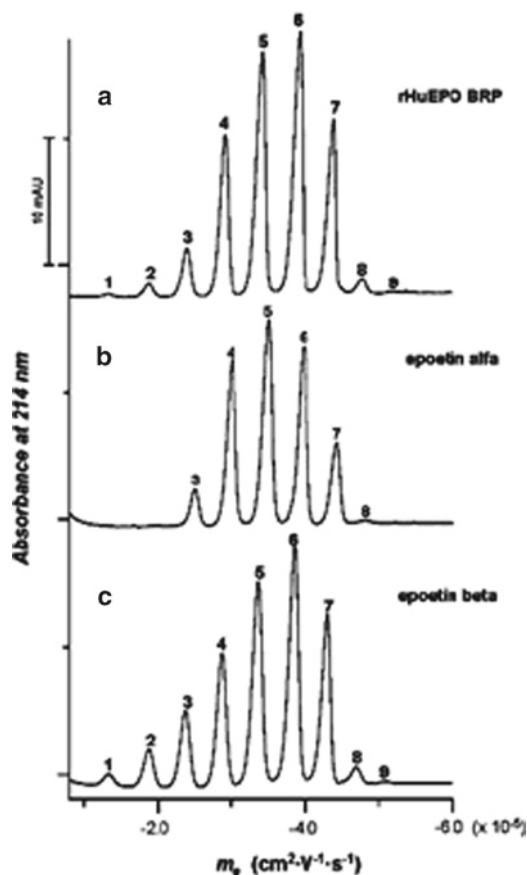 a
rHuEPO BRP
1 2 3 4 5 6 7 8 9
10 mAU
b
epoetin alfa
3 4 5 6 7 8
Absorbance at 214 nm
c
epoetin beta
1 2 3 4 5 6 7 8 9
-20 -40 -60 (x 10⁻⁵)
mₑ (cm²·V⁻¹·s⁻¹)